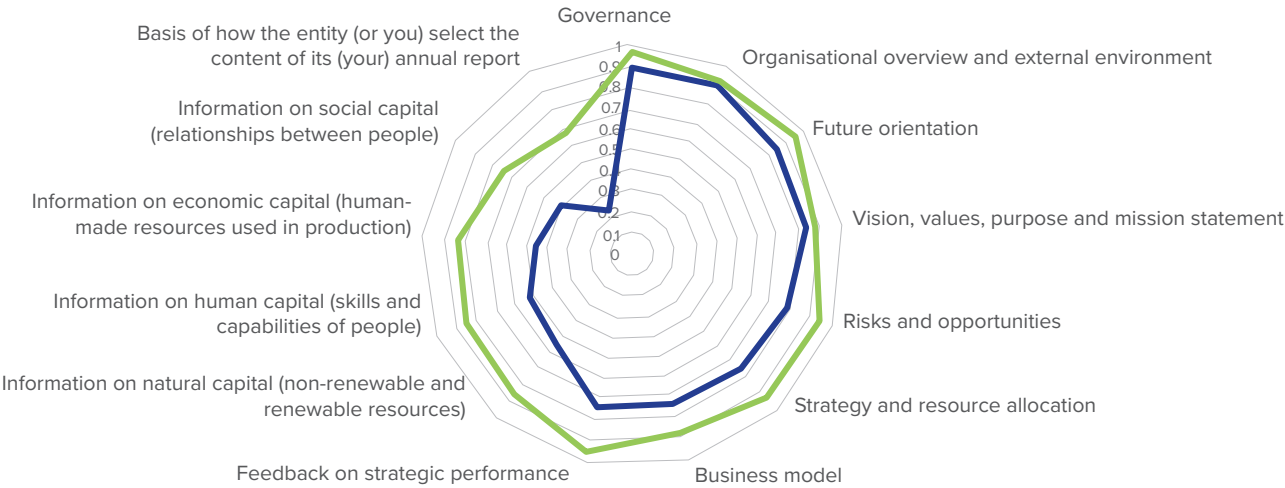 Governance
Basis of how the entity (or you) select the
content of its (your) annual report
Organisational overview and external environment
Information on social capital
(relationships between people)
Future orientation
Information on economic capital (human-
made resources used in production)
Vision, values, purpose and mission statement
Information on human capital (skills and
capabilities of people)
Risks and opportunities
Information on natural capital (non-renewable and
renewable resources)
Strategy and resource allocation
Feedback on strategic performance
Business model
1
0.9
0.8
0.7
0.6
0.5
0.4
0.3
0.2
0.1
0